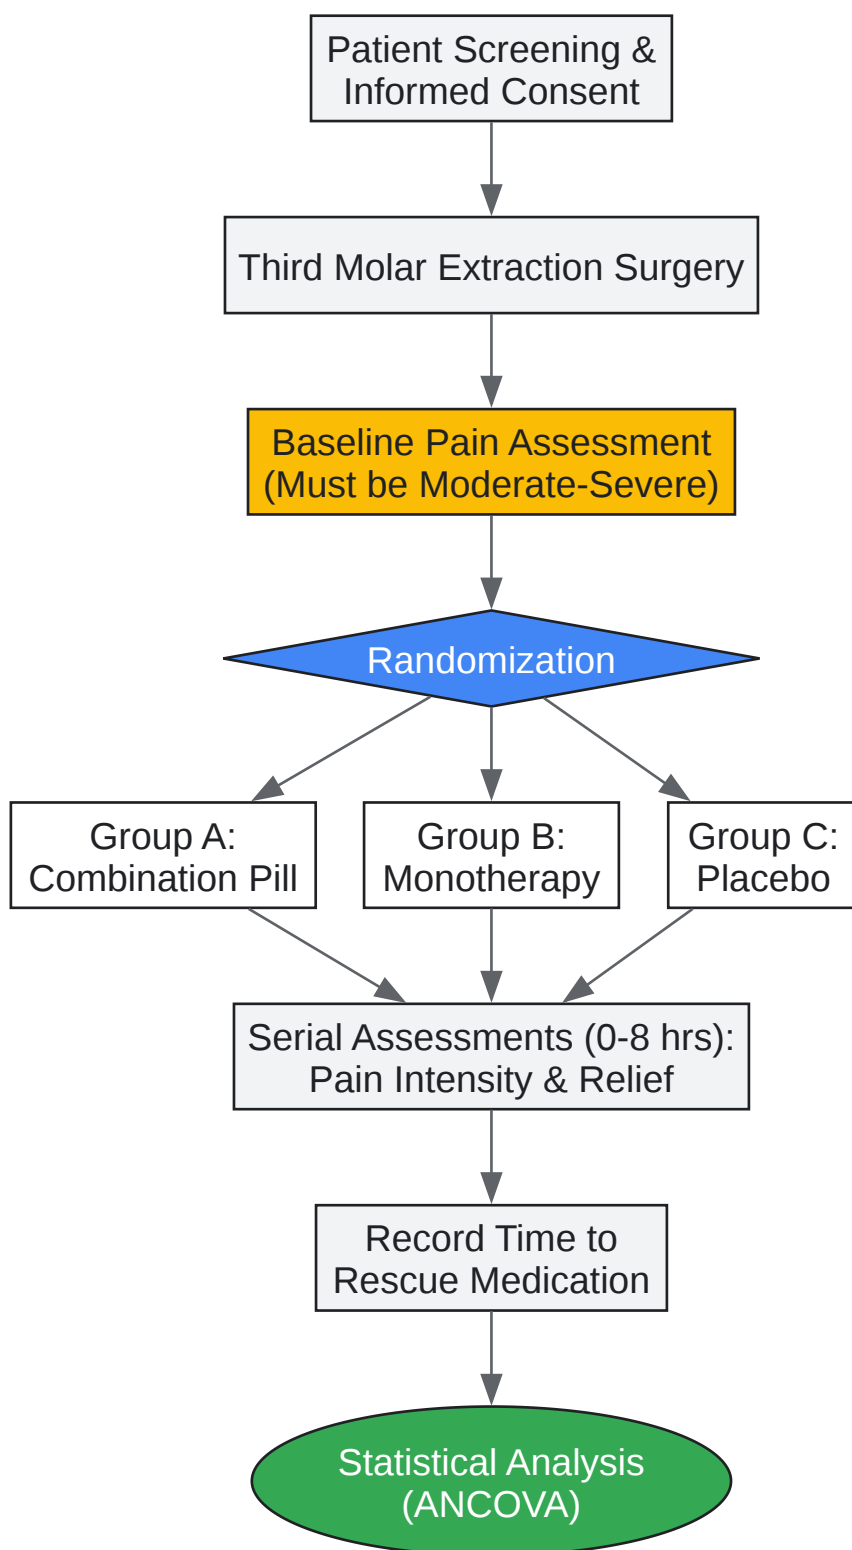 Patient Screening &
Informed Consent
Third Molar Extraction Surgery
Baseline Pain Assessment
(Must be Moderate-Severe)
Randomization
Group A:
Combination Pill
Group B:
Monotherapy
Group C:
Placebo
Serial Assessments (0-8 hrs):
Pain Intensity & Relief
Record Time to
Rescue Medication
Statistical Analysis
(ANCOVA)